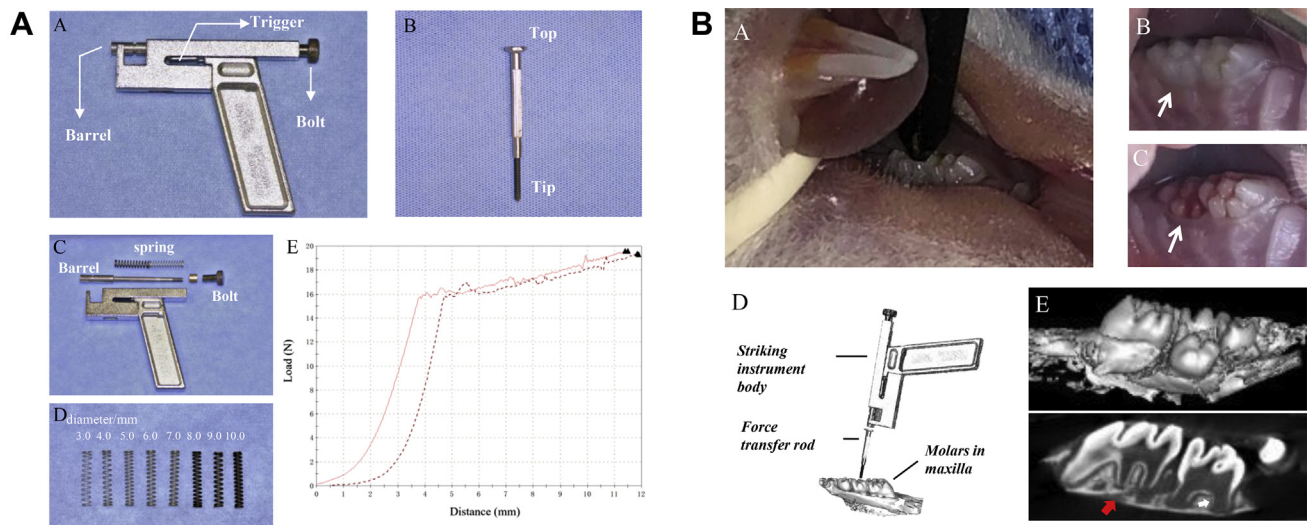 A
A
Trigger
Barrel
Bolt
B
Top
Tip
C
spring
Barrel
Bolt
D
diameter/mm
3.0 4.0 5.0 6.0 7.0 8.0 9.0 10.0
E
Load (N)
20
18
16
14
12
10
8
6
4
2
0
0 1 2 3 4 5 6 7 8 9 10 11 12
Distance (mm)
B
A
B
C
D
Striking
instrument
body
Force
transfer rod
Molars in
maxilla
E